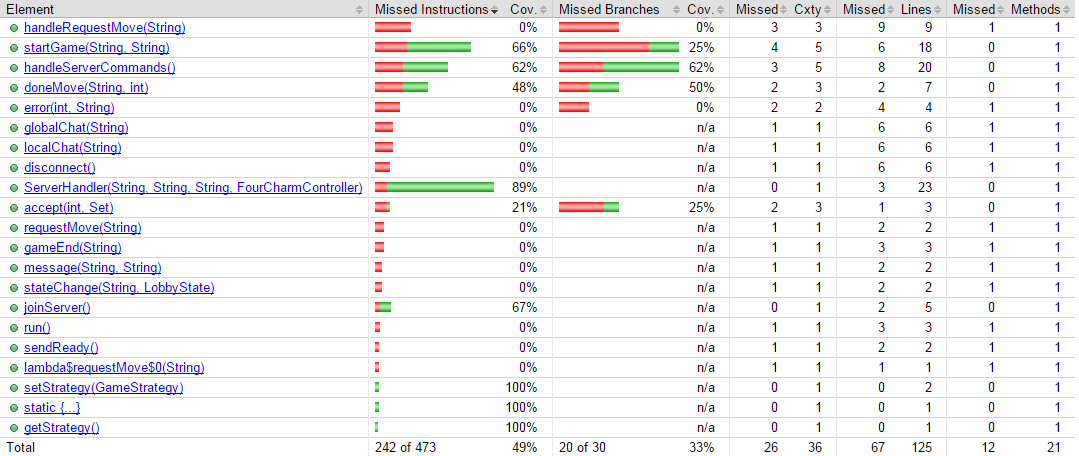 Element Missed Instructions Cov. Missed Branches Cov. Missed Cxty Missed Lines Missed Methods
handleRequestMove(String) 0% 0% 3 3 9 9 1 1
startGame(String, String) 66% 25% 4 5 6 18 0 1
handleServerCommands() 62% 62% 3 5 8 20 0 1
doneMove(String, int) 48% 50% 2 3 2 7 0 1
error(int, String) 0% 0% 2 2 4 4 1 1
globalChat(String) 0% n/a 1 1 6 6 1 1
localChat(String) 0% n/a 1 1 6 6 1 1
disconnect() 0% n/a 1 1 6 6 1 1
ServerHandler(String, String, String, FourCharmController) 89% n/a 0 1 3 23 0 1
accept(int, Set) 21% 25% 2 3 1 3 0 1
requestMove(String) 0% n/a 1 1 2 2 1 1
gameEnd(String) 0% n/a 1 1 3 3 1 1
message(String, String) 0% n/a 1 1 2 2 1 1
stateChange(String, LobbyState) 0% n/a 1 1 2 2 1 1
joinServer() 67% n/a 0 1 2 5 0 1
run() 0% n/a 1 1 3 3 1 1
sendReady() 0% n/a 1 1 2 2 1 1
lambda$requestMove$0(String) 0% n/a 1 1 1 1 1 1
setStrategy(GameStrategy) 100% n/a 0 1 0 2 0 1
static {...} 100% n/a 0 1 0 1 0 1
getStrategy() 100% n/a 0 1 0 1 0 1
Total 242 of 473 49% 20 of 30 33% 26 36 67 125 12 21